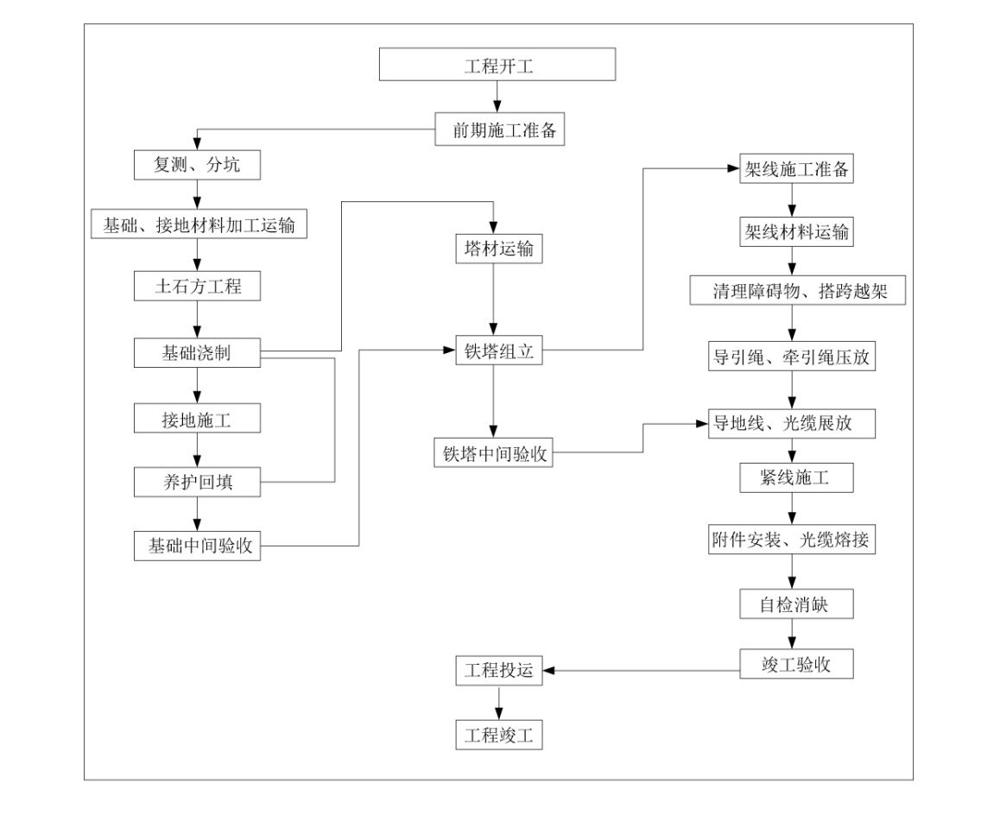 工程开工
前期施工准备
复测、分坑
基础、接地材料加工运输
土石方工程
基础浇制
接地施工
养护回填
基础中间验收
塔材运输
铁塔组立
铁塔中间验收
架线施工准备
架线材料运输
清理障碍物、搭跨越架
导引绳、牵引绳压放
导地线、光缆展放
紧线施工
附件安装、光缆熔接
自检消缺
竣工验收
工程投运
工程竣工